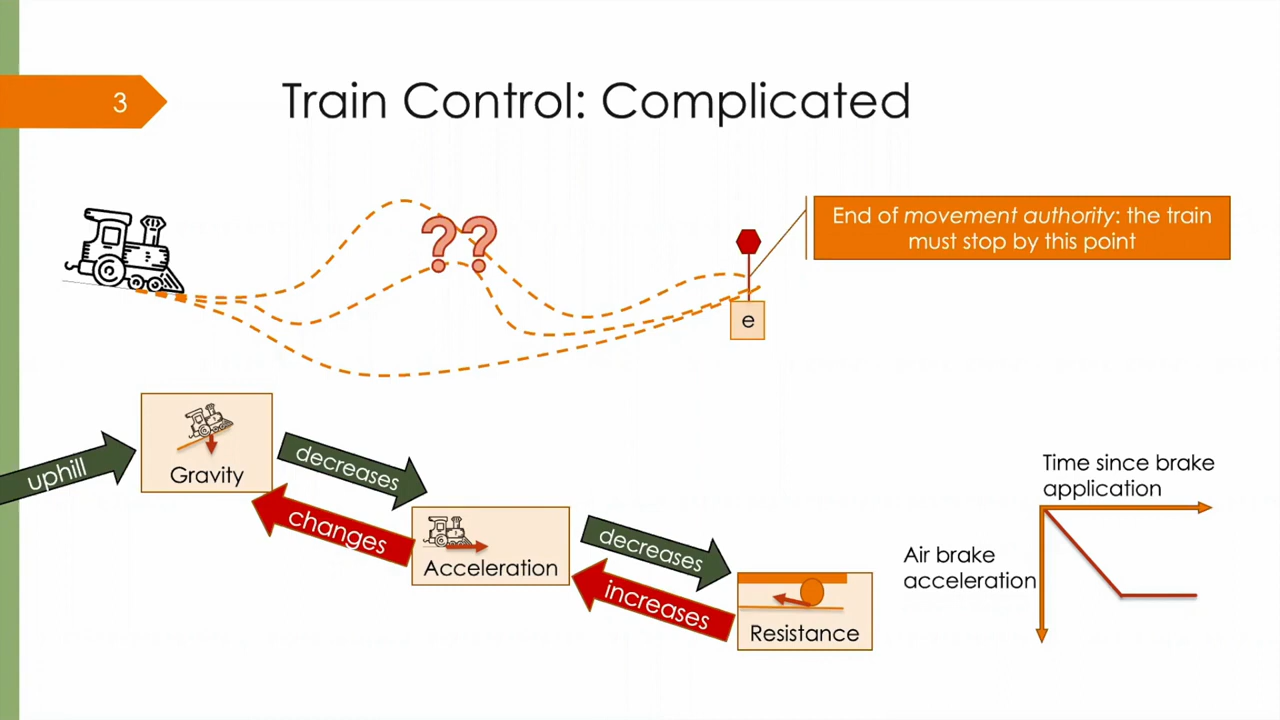 3
Train Control: Complicated
??
End of movement authority: the train
must stop by this point
e
uphill
Gravity
decreases
changes
Acceleration
decreases
increases
Resistance
Time since brake
application
Air brake
acceleration